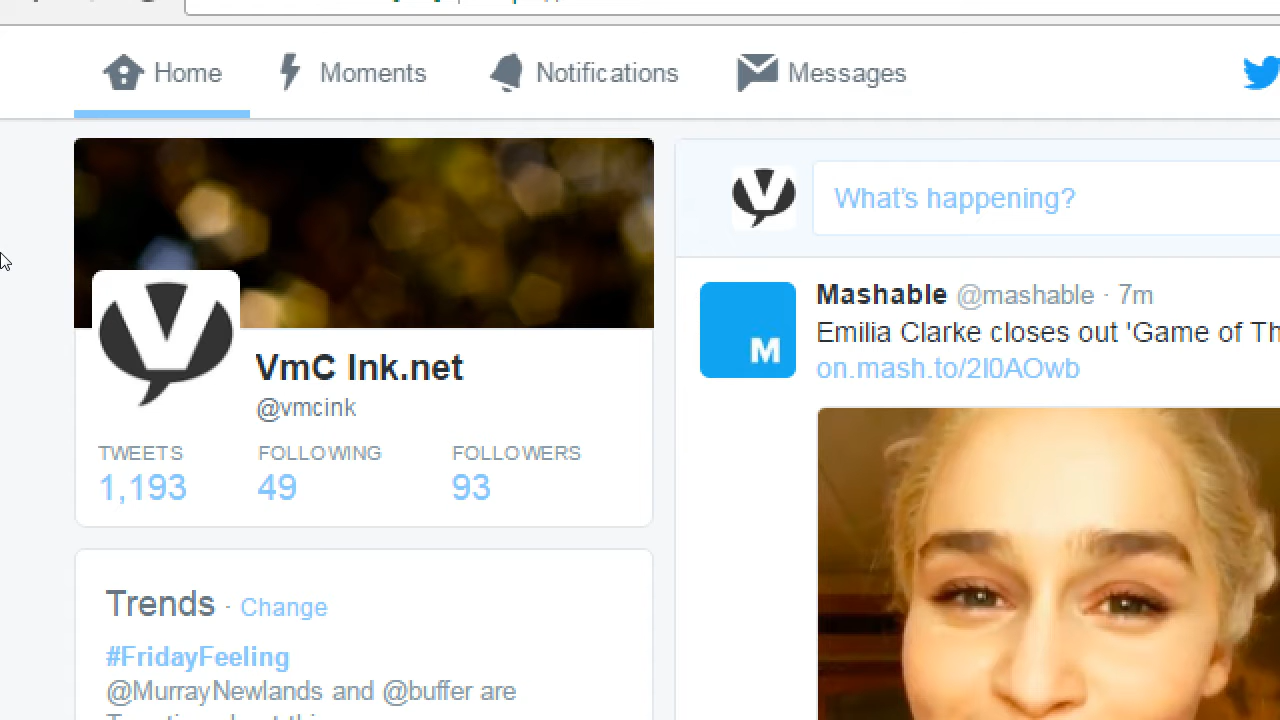 Home
Moments
Notifications
Messages
What's happening?
VmC Ink.net
@vmcink
TWEETS
FOLLOWING
FOLLOWERS
1,193
49
93
Trends · Change
#FridayFeeling
@MurrayNewlands and @buffer are
Mashable @mashable · 7m
Emilia Clarke closes out 'Game of Th
on.mash.to/2I0AOwb
M